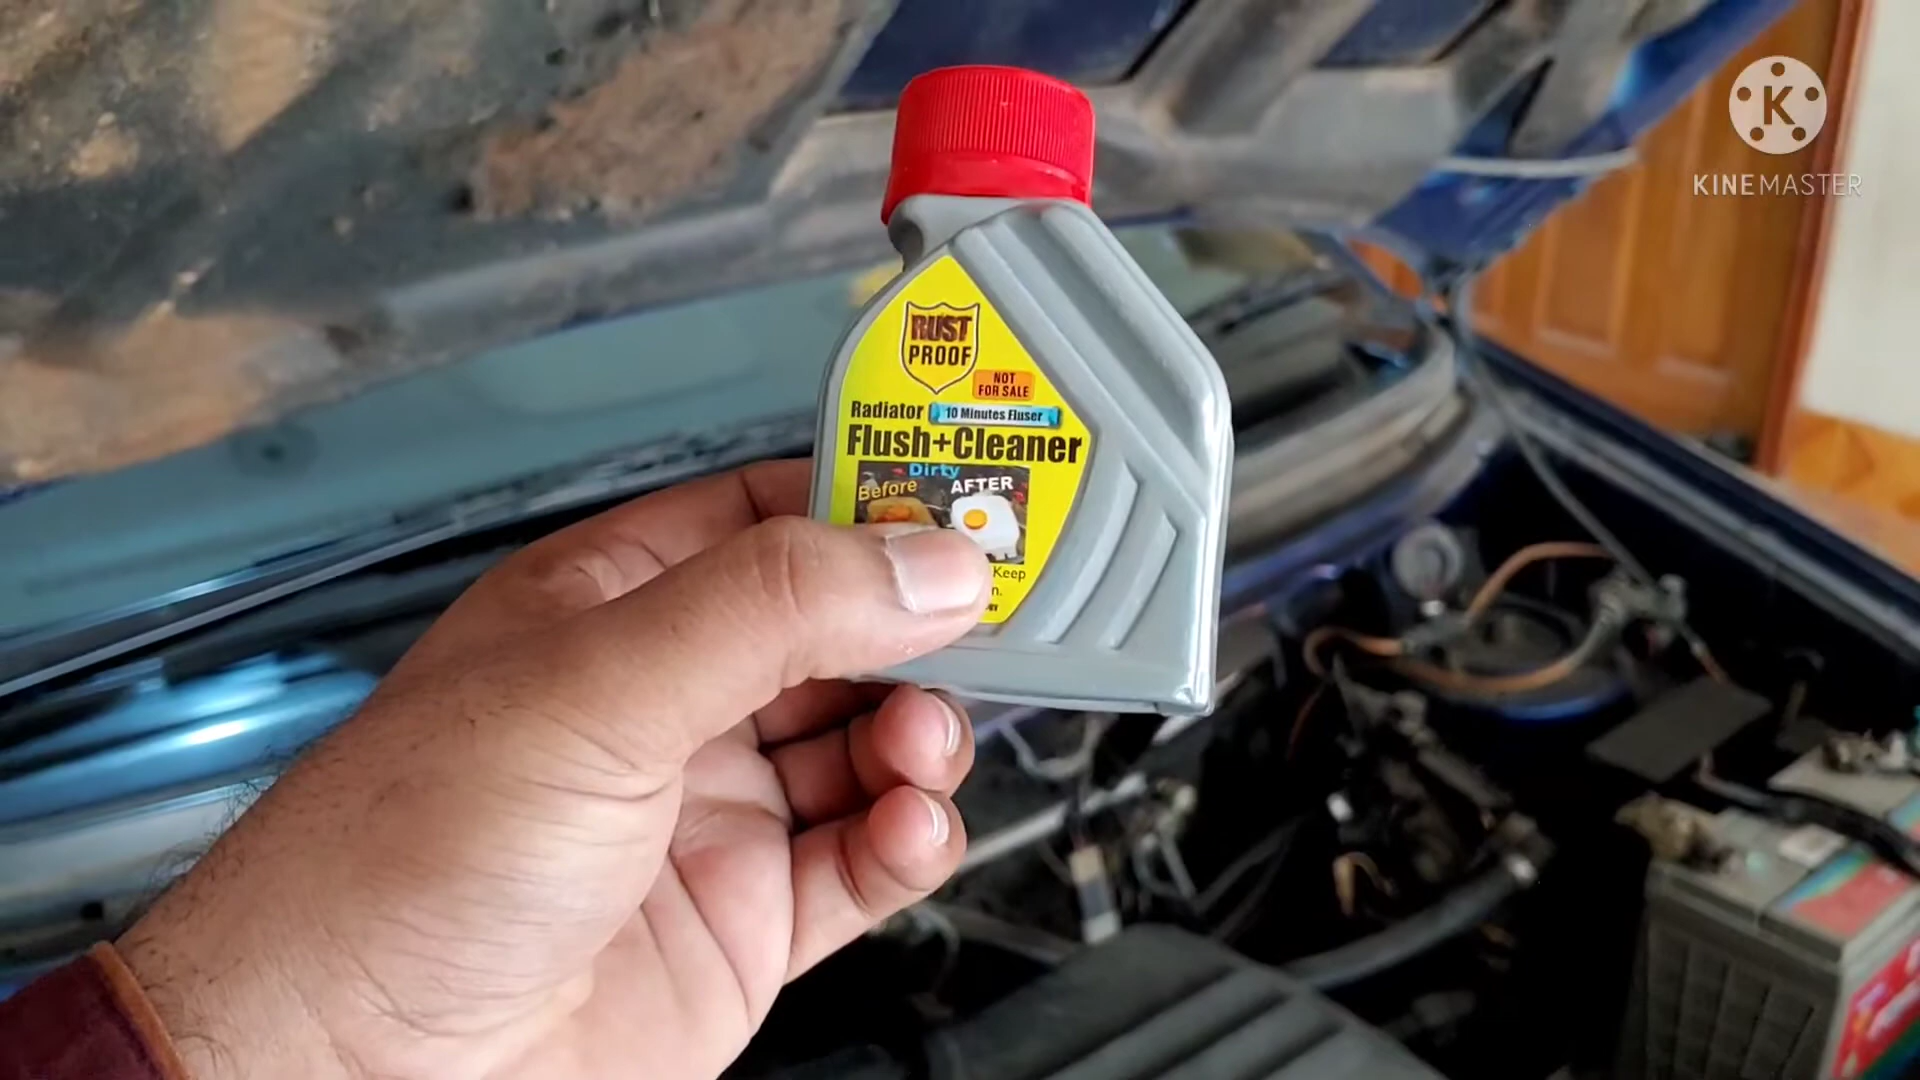 KINEMASTER
RUST
PROOF
NOT
FOR SALE
Radiator 10 Minutes Fluser
Flush+Cleaner
Dirty
Before AFTER
Keep